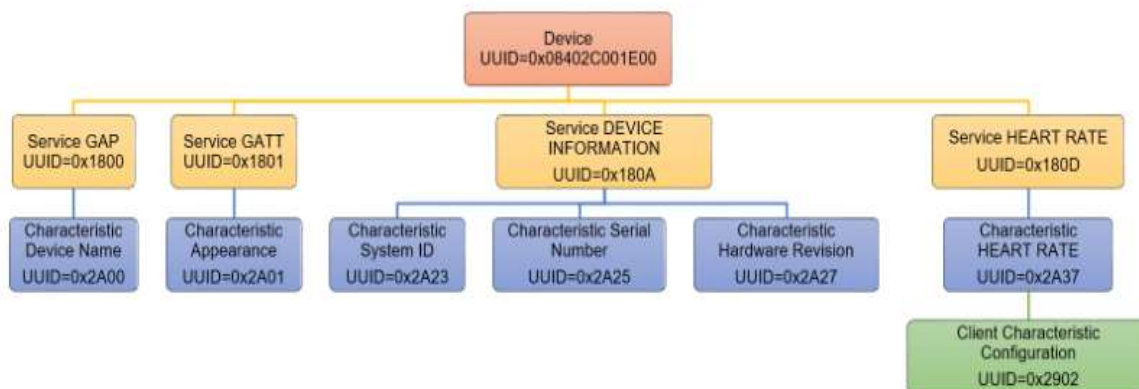 Device
UUID=0x08402C001E00
Service GAP
UUID=0x1800
Service GATT
UUID=0x1801
Service DEVICE
INFORMATION
UUID=0x180A
Service HEART RATE
UUID=0x180D
Characteristic
Device Name
UUID=0x2A00
Characteristic
Appearance
UUID=0x2A01
Characteristic
System ID
UUID=0x2A23
Characteristic Serial
Number
UUID=0x2A25
Characteristic
Hardware Revision
UUID=0x2A27
Characteristic
HEART RATE
UUID=0x2A37
Client Characteristic
Configuration
UUID=0x2902